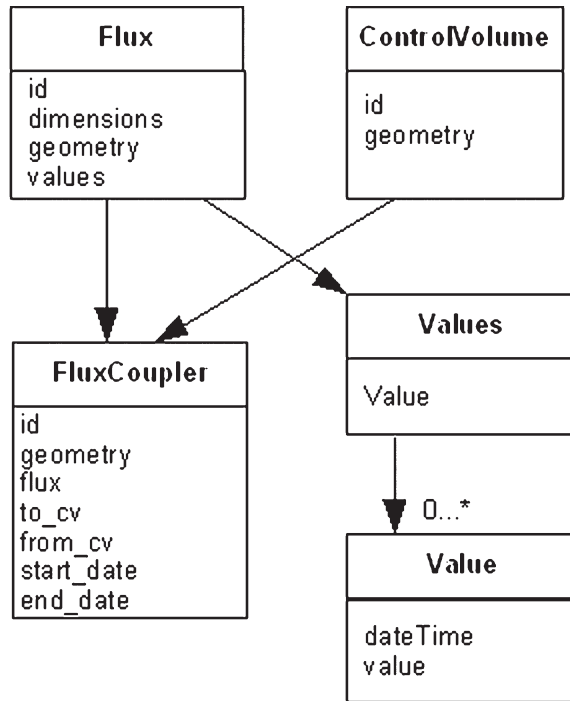 Flux
id
dimensions
geometry
values
ControlVolume
id
geometry
FluxCoupler
id
geometry
flux
to_cv
from_cv
start_date
end_date
Values
Value
0...*
Value
dateTime
value